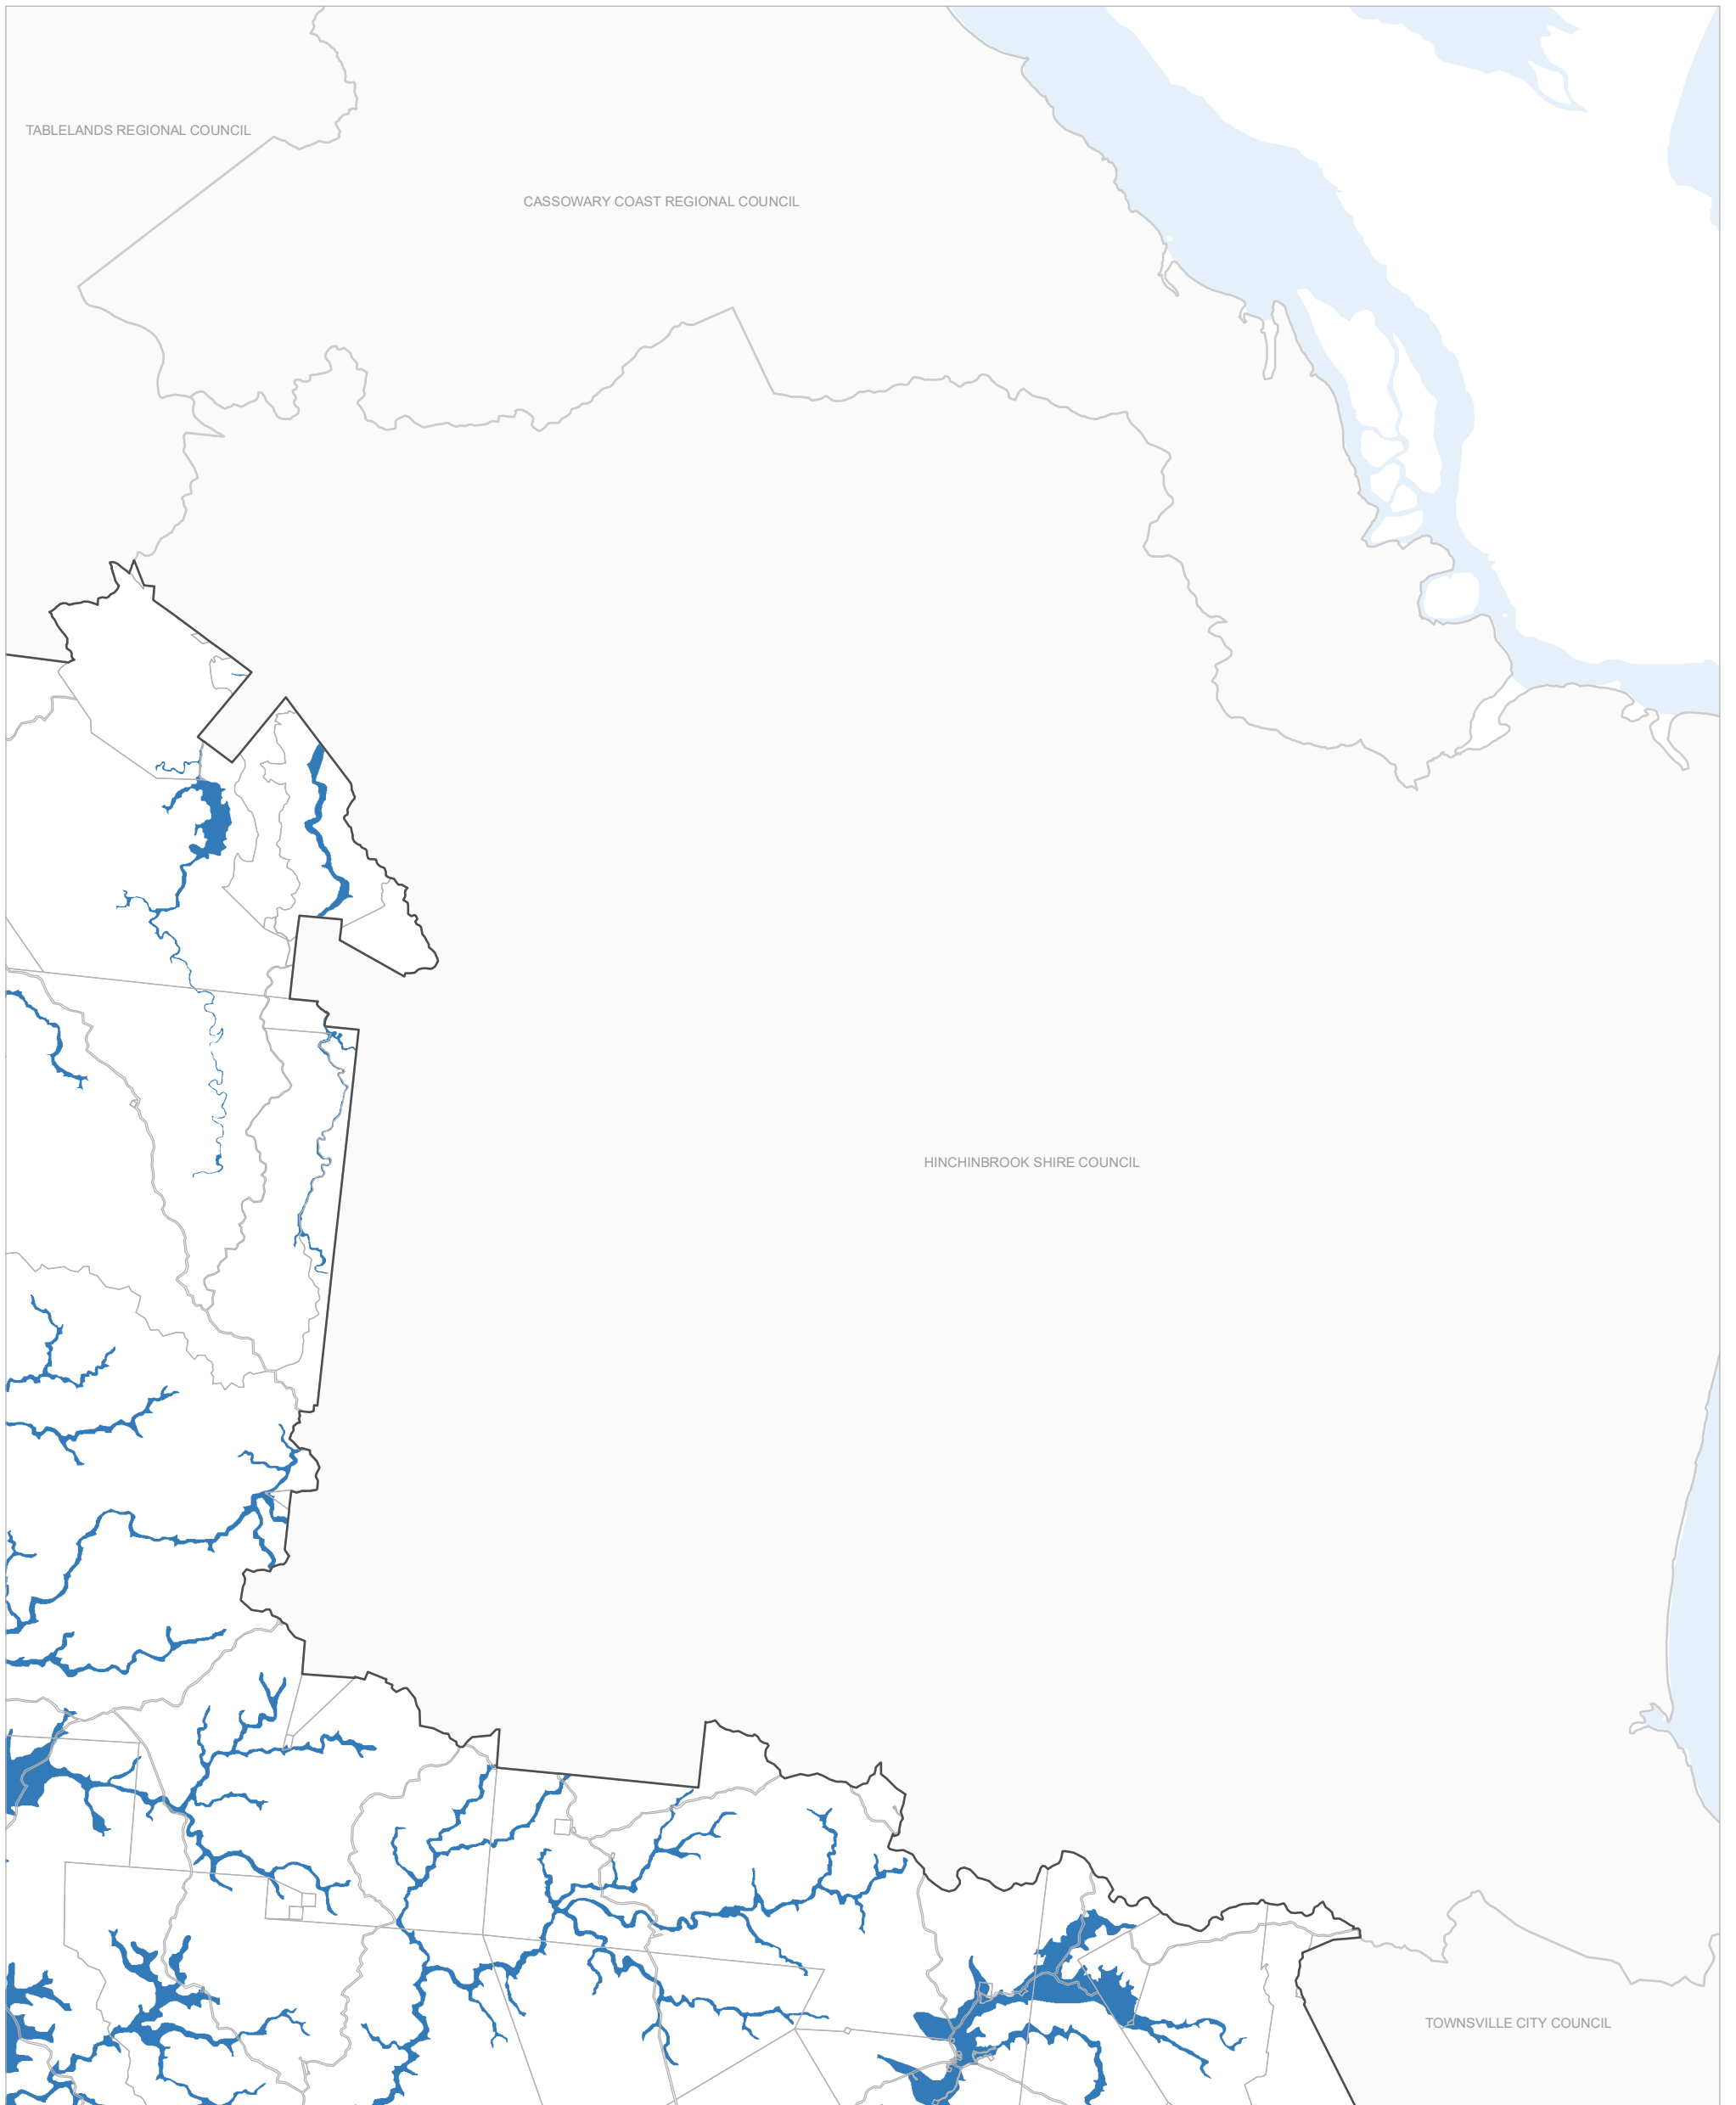 TABLELANDS REGIONAL COUNCIL
CASSOWARY COAST REGIONAL COUNCIL
HINCHINBROOK SHIRE COUNCIL
TOWNSVILLE CITY COUNCIL